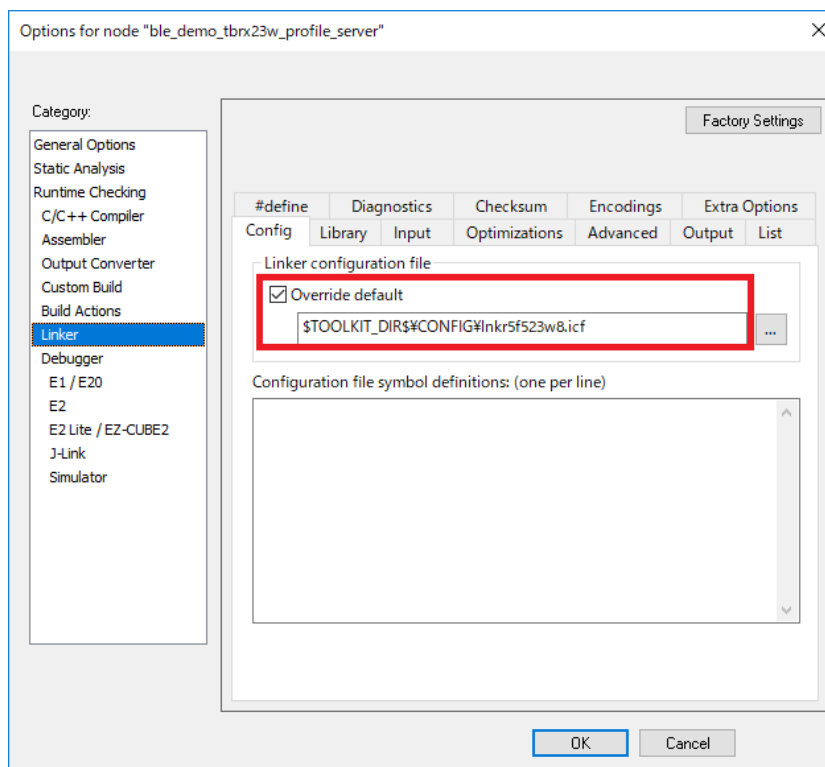 Options for node "ble_demo_tbrx23w_profile_server"
Category:
General Options
Static Analysis
Runtime Checking
C/C++ Compiler
Assembler
Output Converter
Custom Build
Build Actions
Linker
Debugger
E1 / E20
E2
E2 Lite / EZ-CUBE2
J-Link
Simulator
Factory Settings
#define Diagnostics Checksum Encodings Extra Options
Config Library Input Optimizations Advanced Output List
Linker configuration file
Override default
$TOOLKIT_DIR$¥CONFIG¥lnkr5f523w8.icf
...
Configuration file symbol definitions: (one per line)
OK Cancel